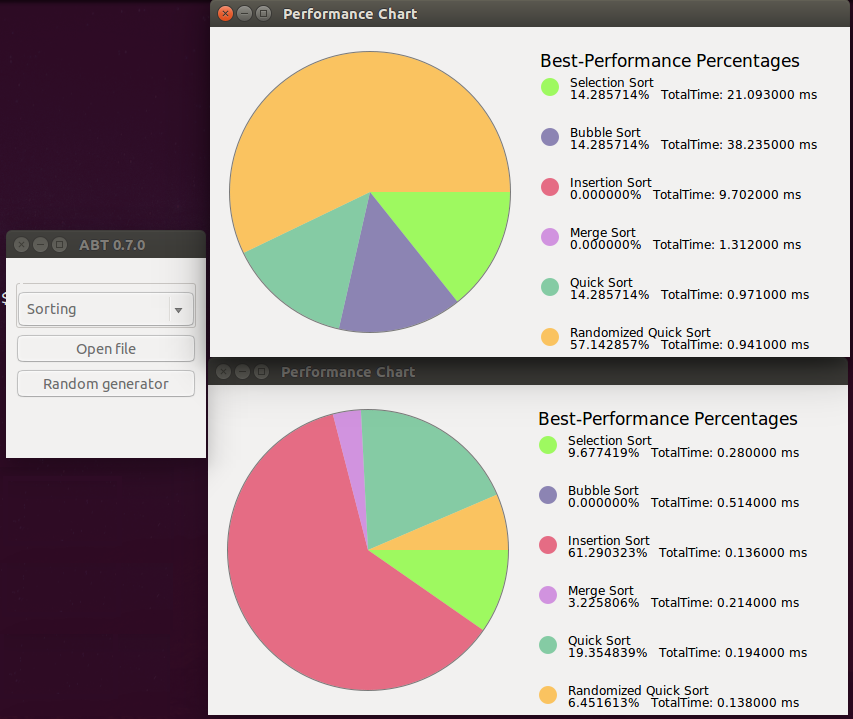 Performance Chart
Best-Performance Percentages
Selection Sort
14.285714% TotalTime: 21.093000 ms
Bubble Sort
14.285714% TotalTime: 38.235000 ms
Insertion Sort
0.000000% TotalTime: 9.702000 ms
Merge Sort
0.000000% TotalTime: 1.312000 ms
Quick Sort
14.285714% TotalTime: 0.971000 ms
Randomized Quick Sort
57.142857% TotalTime: 0.941000 ms
ABT 0.7.0
$
Sorting
Open file
Random generator
Performance Chart
Best-Performance Percentages
Selection Sort
9.677419% TotalTime: 0.280000 ms
Bubble Sort
0.000000% TotalTime: 0.514000 ms
Insertion Sort
61.290323% TotalTime: 0.136000 ms
Merge Sort
3.225806% TotalTime: 0.214000 ms
Quick Sort
19.354839% TotalTime: 0.194000 ms
Randomized Quick Sort
6.451613% TotalTime: 0.138000 ms